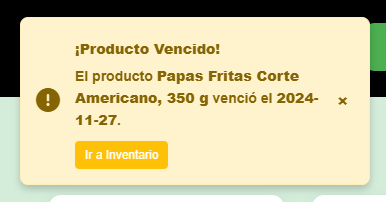 ¡Producto Vencido!
El producto Papas Fritas Corte
Americano, 350 g venció el 2024-
11-27.
Ir a Inventario